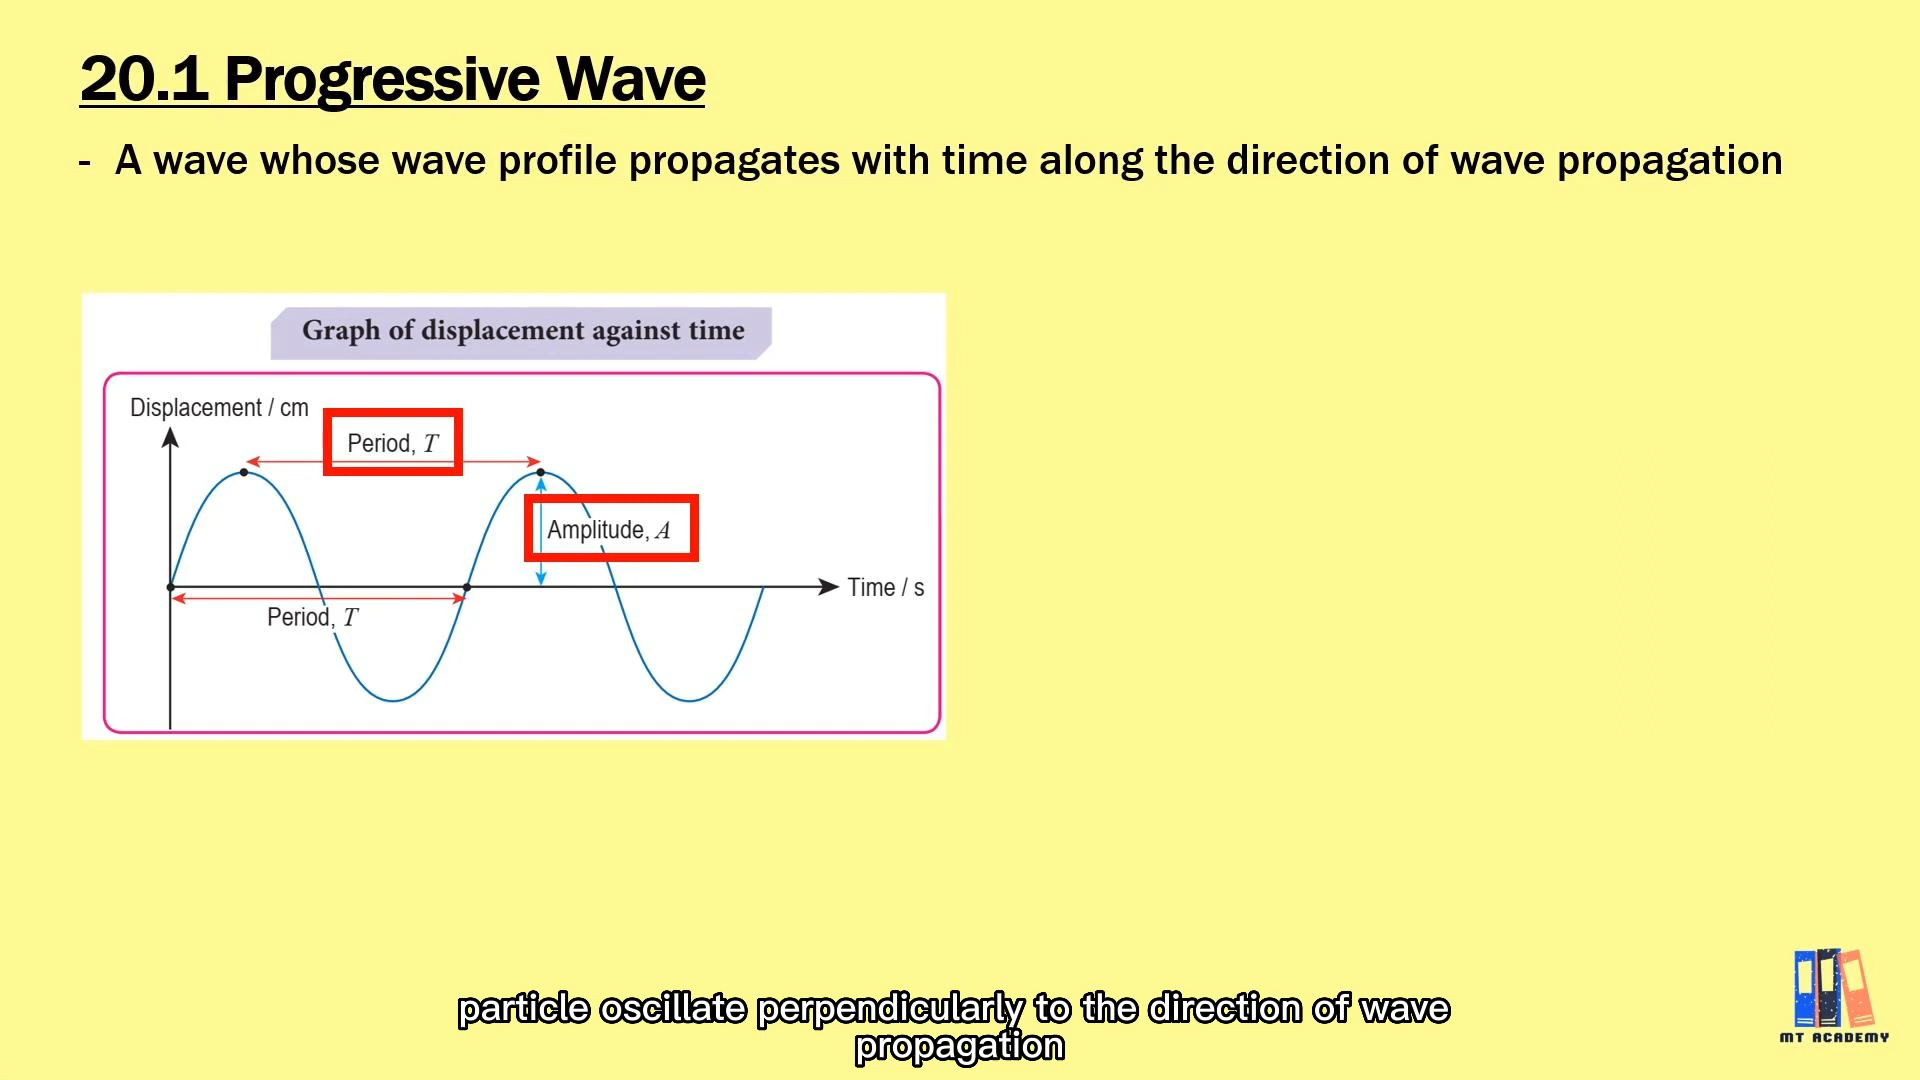 20.1 Progressive Wave
- A wave whose wave profile propagates with time along the direction of wave propagation
Graph of displacement against time
Displacement / cm
Period, T
Amplitude, A
Time / s
Period, T
particle oscillate perpendicularly to the direction of wave
propagation
MT ACADEMY